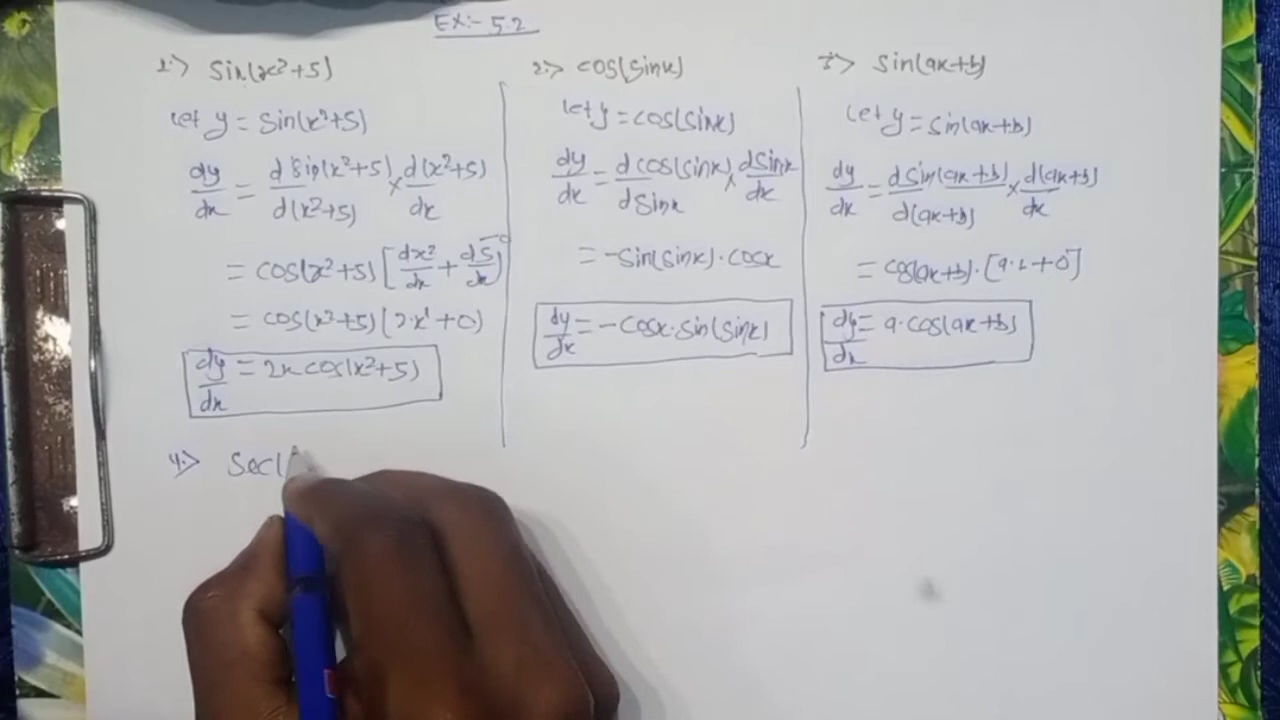 EX:- 5.2
1.> Sin(x²+5)
Let y = Sin(x²+5)
dy/dx = d sin(x²+5)/d(x²+5) × d(x²+5)/dx
= cos(x²+5) [dx²/dx + d5/dx]
= cos(x²+5) [2·x¹+0)
dy/dx = 2x cos(x²+5)
2.> cos(sinx)
Let y = cos(sinx)
dy/dx = d cos(sinx)/d sinx × d sinx/dx
= -sin(sinx)·cosx
dy/dx = -cosx·sin(sinx)
3.> sin(ax+b)
Let y = sin(ax+b)
dy/dx = d sin(ax+b)/d(ax+b) × d(ax+b)/dx
= cos(ax+b)·[a·1+0]
dy/dx = a·cos(ax+b)
4.> Sec(